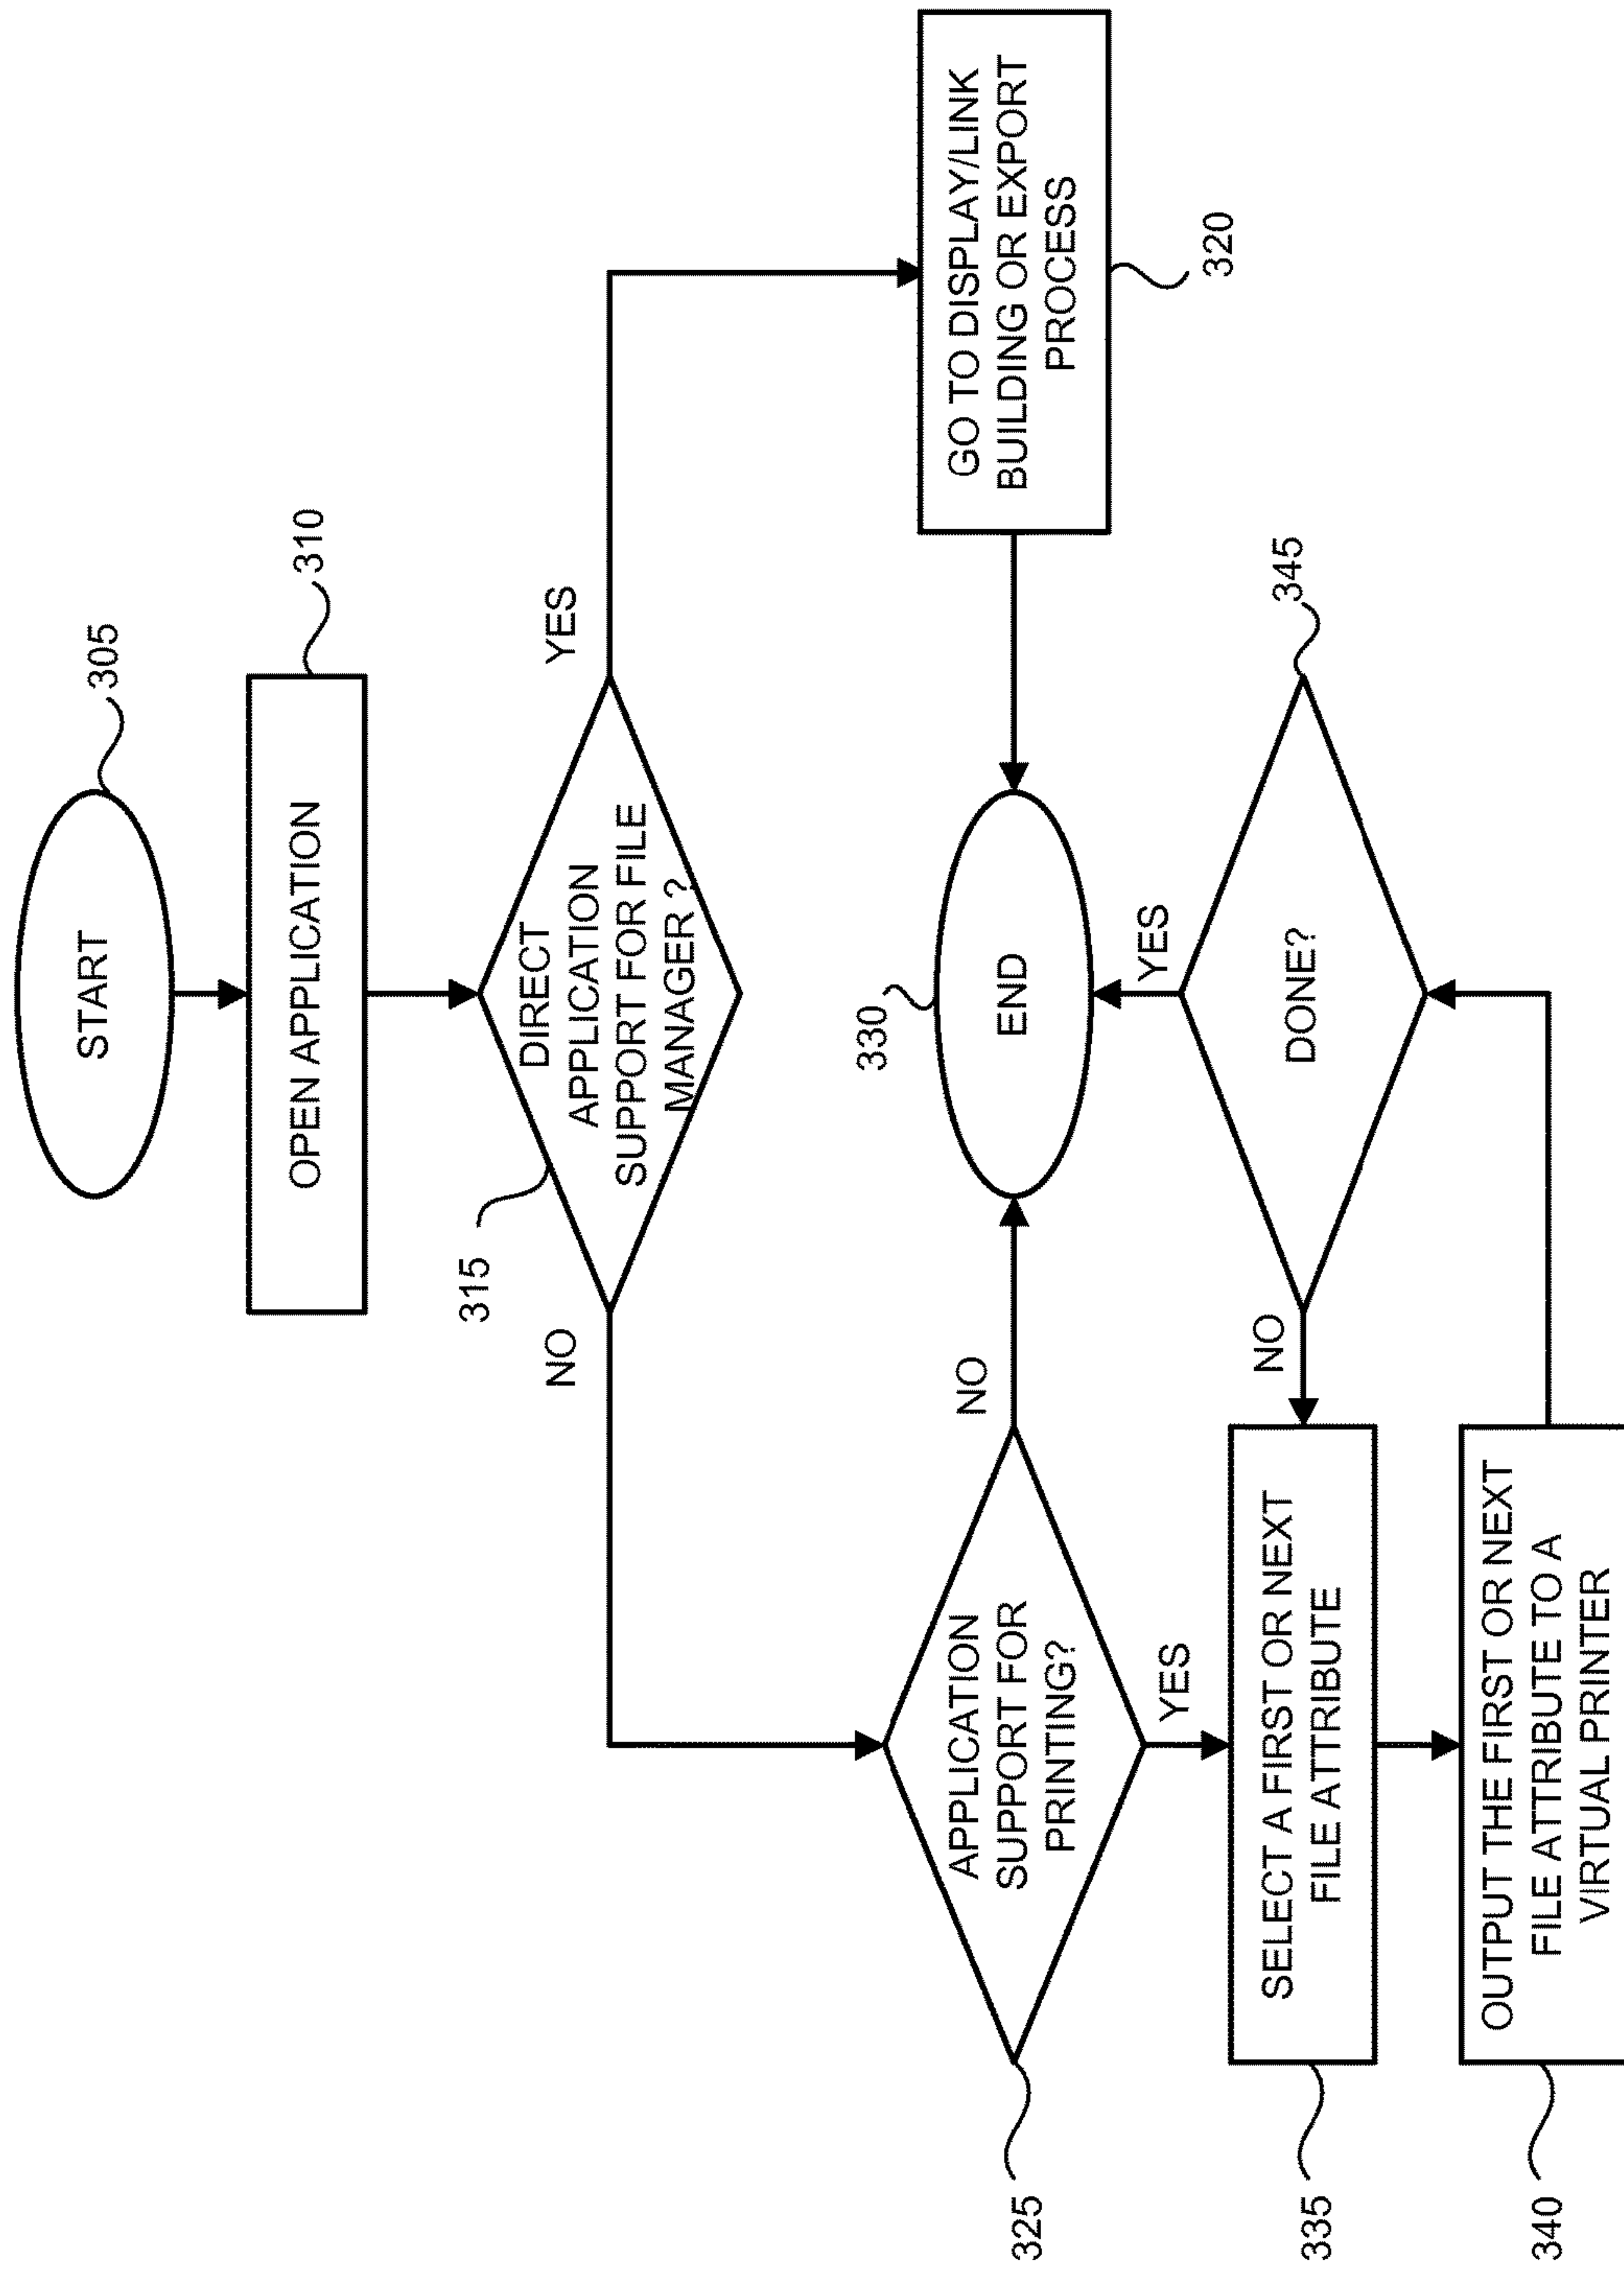 START
305
OPEN APPLICATION
310
DIRECT
APPLICATION
SUPPORT FOR FILE
MANAGER ?
315
NO
YES
APPLICATION
SUPPORT FOR
PRINTING?
325
NO
YES
330
END
GO TO DISPLAY/LINK
BUILDING OR EXPORT
PROCESS
320
SELECT A FIRST OR NEXT
FILE ATTRIBUTE
335
NO
DONE?
YES
345
OUTPUT THE FIRST OR NEXT
FILE ATTRIBUTE TO A
VIRTUAL PRINTER
340